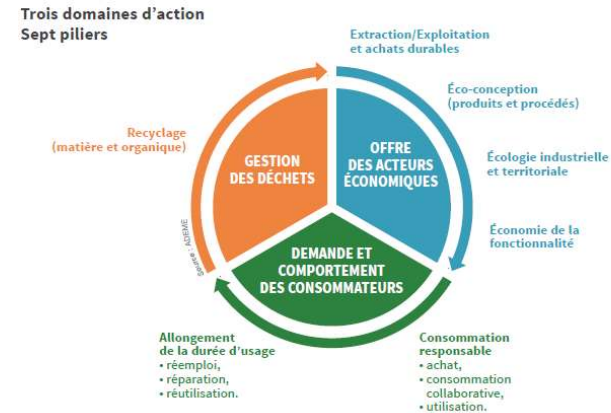 Trois domaines d’action
Sept piliers
Extraction/Exploitation
et achats durables
Éco-conception
(produits et procédés)
Écologie industrielle
et territoriale
Économie de la
fonctionnalité
Recyclage
(matière et organique)
GESTION
DES DÉCHETS
OFFRE
DES ACTEURS
ÉCONOMIQUES
DEMANDE ET
COMPORTEMENT
DES CONSOMMATEURS
Source : ADEME
Allongement
de la durée d’usage
• réemploi,
• réparation,
• réutilisation.
Consommation
responsable
• achat,
• consommation
collaborative,
• utilisation.